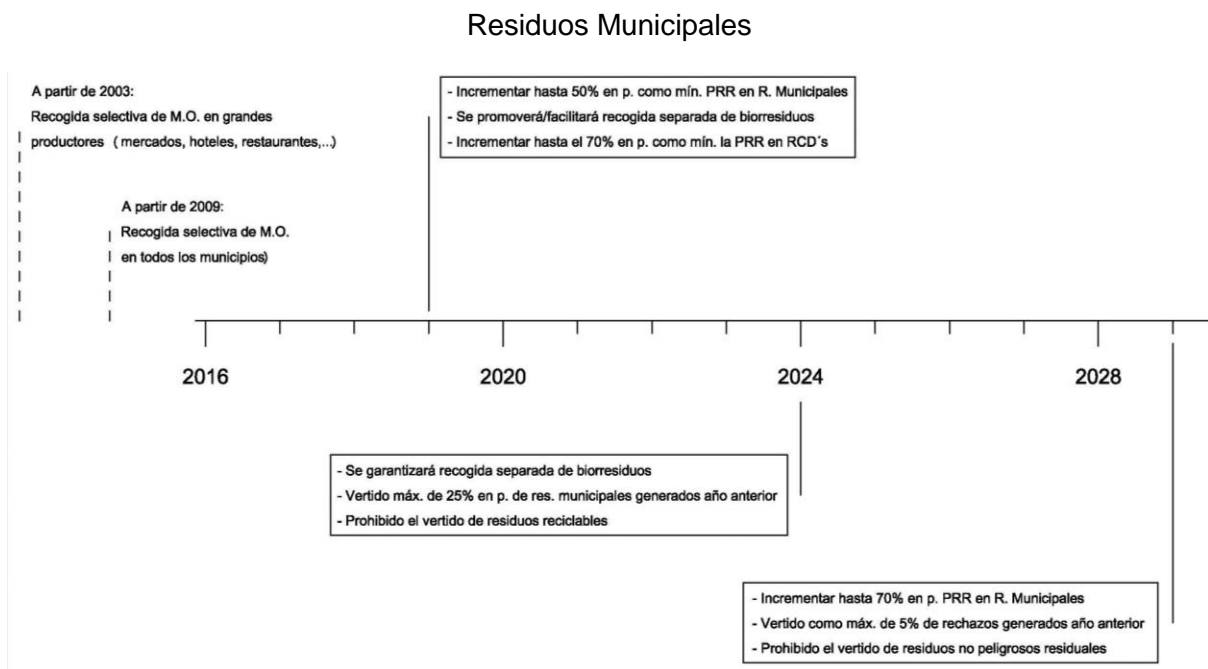 Residuos Municipales
A partir de 2003:
Recogida selectiva de M.O. en grandes
productores ( mercados, hoteles, restaurantes,...)
A partir de 2009:
Recogida selectiva de M.O.
en todos los municipios)
- Incrementar hasta 50% en p. como mín. PRR en R. Municipales
- Se promoverá/facilitará recogida separada de biorresiduos
- Incrementar hasta el 70% en p. como mín. la PRR en RCD´s
2016
2020
2024
2028
- Se garantizará recogida separada de biorresiduos
- Vertido máx. de 25% en p. de res. municipales generados año anterior
- Prohibido el vertido de residuos reciclables
- Incrementar hasta 70% en p. PRR en R. Municipales
- Vertido como máx. de 5% de rechazos generados año anterior
- Prohibido el vertido de residuos no peligrosos residuales